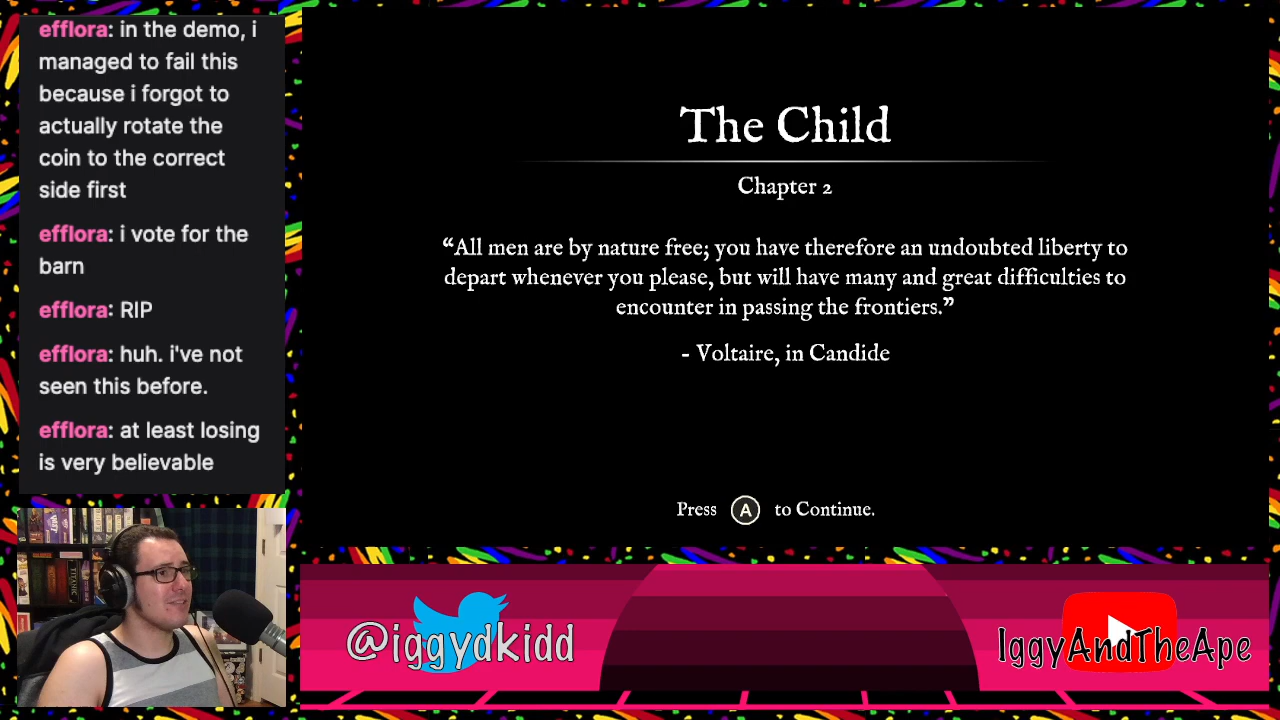 efflora: in the demo, i
managed to fail this
because i forgot to
actually rotate the
coin to the correct
side first
efflora: i vote for the
barn
efflora: RIP
efflora: huh. i've not
seen this before.
efflora: at least losing
is very believable
The Child
Chapter 2
“All men are by nature free; you have therefore an undoubted liberty to
depart whenever you please, but will have many and great difficulties to
encounter in passing the frontiers.”
- Voltaire, in Candide
Press A to Continue.
TITANIC
@iggydkidd
IggyAndTheApe